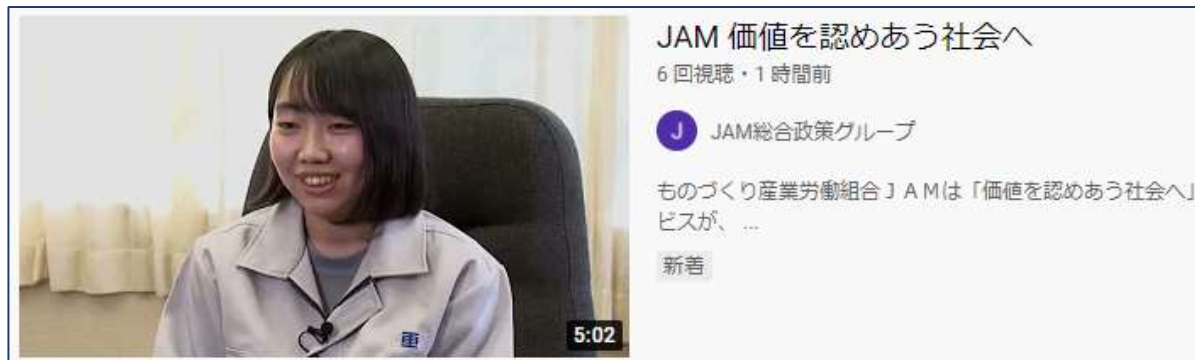 JAM 価値を認めあう社会へ
6 回視聴・1 時間前
J
JAM総合政策グループ
ものづくり産業労働組合ＪＡＭは「価値を認めあう社会へ」
ビスが、 ...
新着
5:02